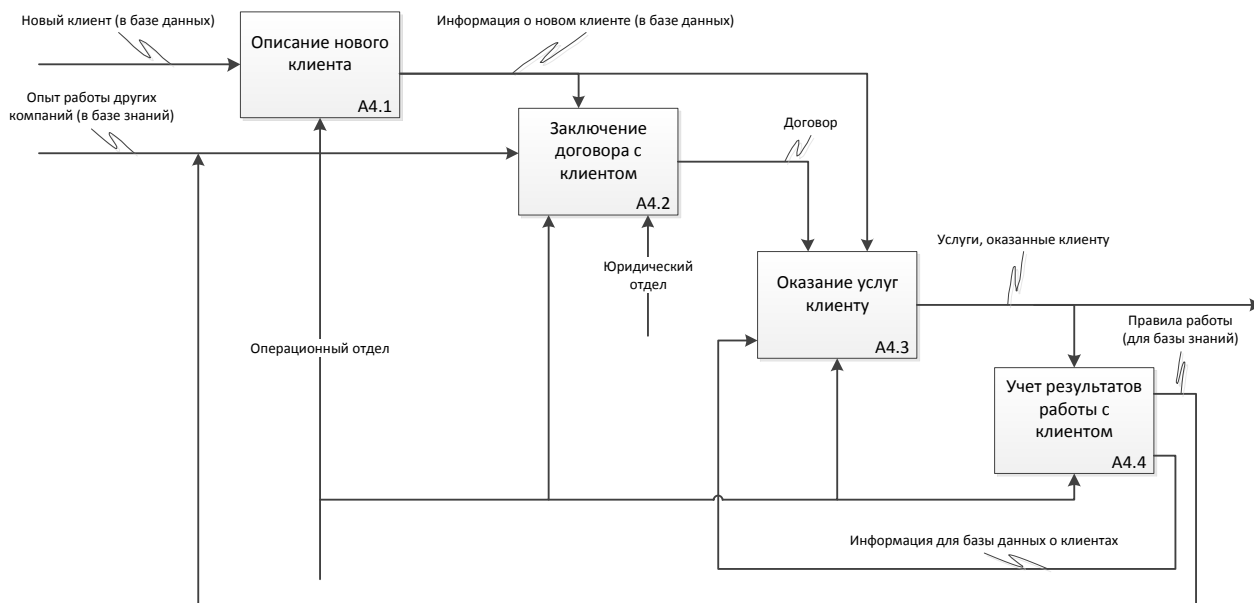 Новый клиент (в базе данных)
Информация о новом клиенте (в базе данных)
Описание нового
клиента
A4.1
Опыт работы других
компаний (в базе знаний)
Заключение
договора с
клиентом
A4.2
Договор
Юридический
отдел
Услуги, оказанные клиенту
Оказание услуг
клиенту
A4.3
Операционный отдел
Правила работы
(для базы знаний)
Учет результатов
работы с
клиентом
A4.4
Информация для базы данных о клиентах